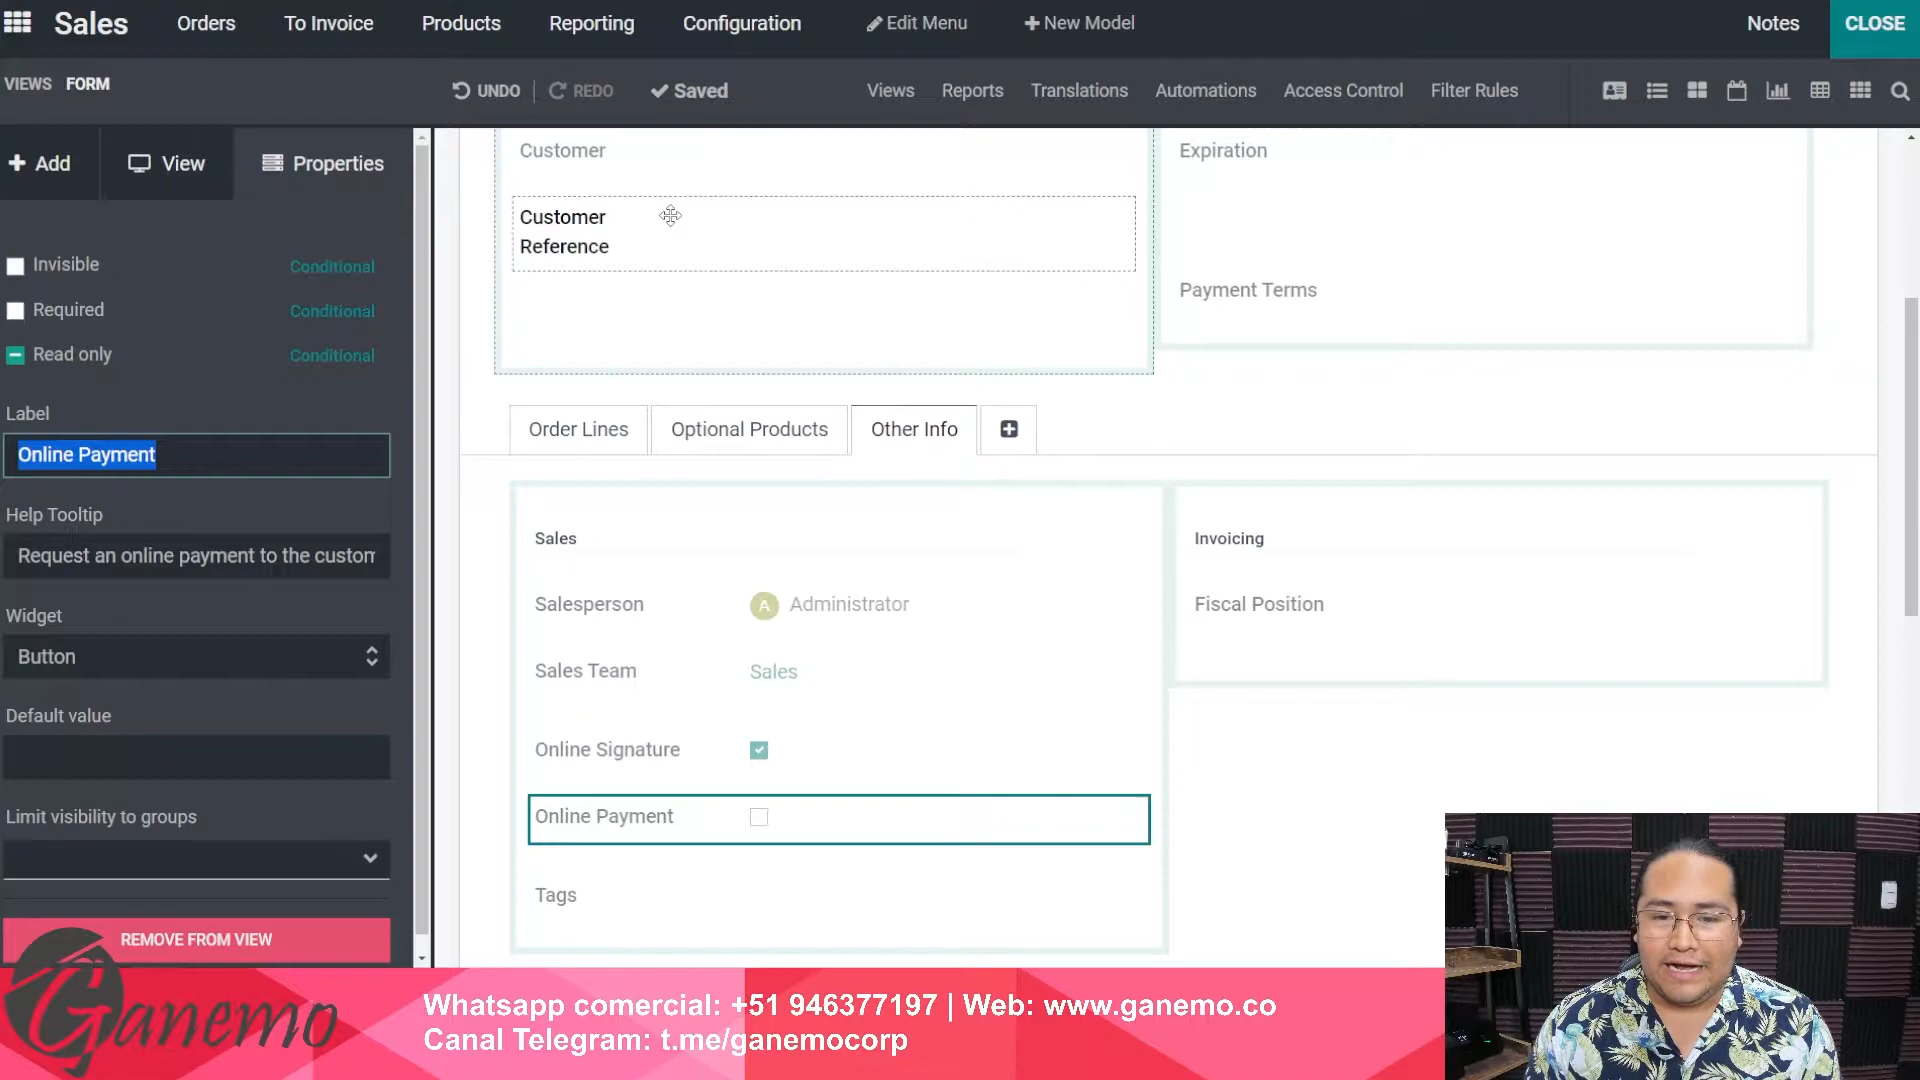 Sales
Orders
To Invoice
Products
Reporting
Configuration
Edit Menu
New Model
Notes
CLOSE
VIEWS
FORM
UNDO
REDO
Saved
Views
Reports
Translations
Automations
Access Control
Filter Rules
Add
View
Properties
Invisible
Conditional
Required
Conditional
Read only
Conditional
Label
Online Payment
Help Tooltip
Request an online payment to the custom
Widget
Button
Default value
Limit visibility to groups
REMOVE FROM VIEW
Customer
Customer
Reference
Expiration
Payment Terms
Order Lines
Optional Products
Other Info
Sales
Salesperson
A
Administrator
Sales Team
Sales
Online Signature
Online Payment
Tags
Invoicing
Fiscal Position
Ganemo
Whatsapp comercial: +51 946377197 | Web: www.ganemo.co
Canal Telegram: t.me/ganemocorp